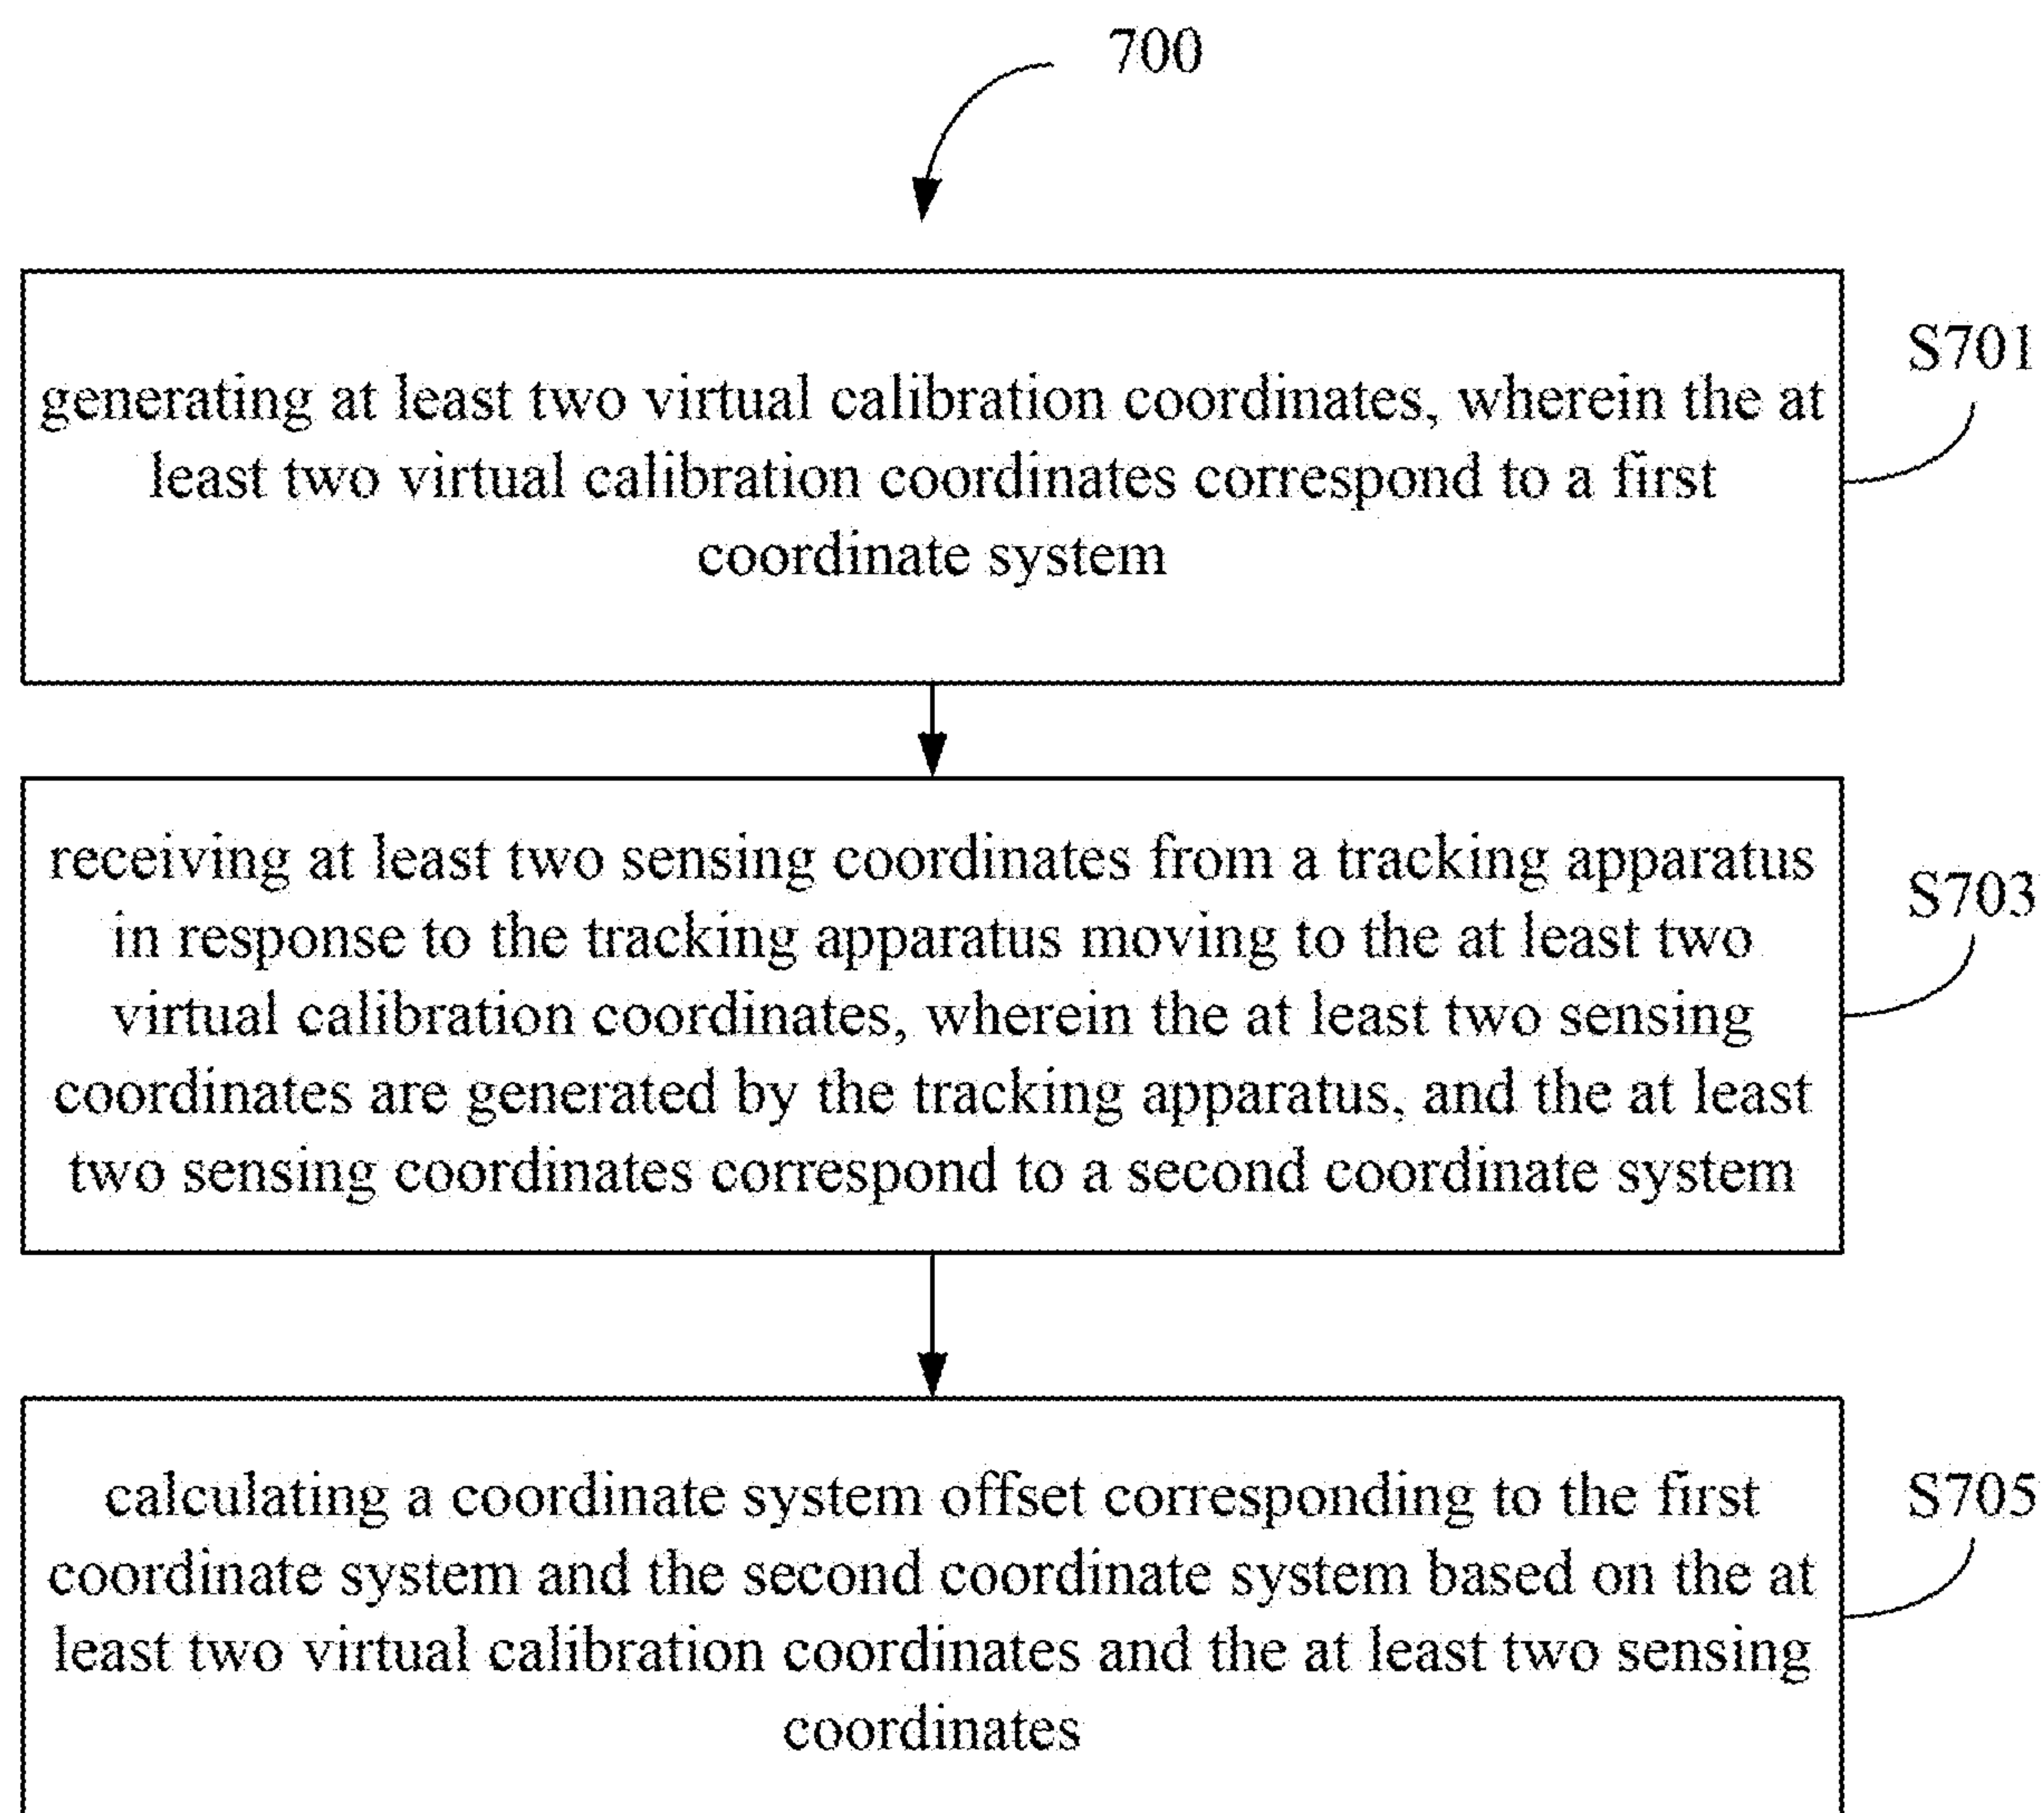 700
generating at least two virtual calibration coordinates, wherein the at
least two virtual calibration coordinates correspond to a first
coordinate system
S701
receiving at least two sensing coordinates from a tracking apparatus
in response to the tracking apparatus moving to the at least two
virtual calibration coordinates, wherein the at least two sensing
coordinates are generated by the tracking apparatus, and the at least
two sensing coordinates correspond to a second coordinate system
S703
calculating a coordinate system offset corresponding to the first
coordinate system and the second coordinate system based on the at
least two virtual calibration coordinates and the at least two sensing
coordinates
S705